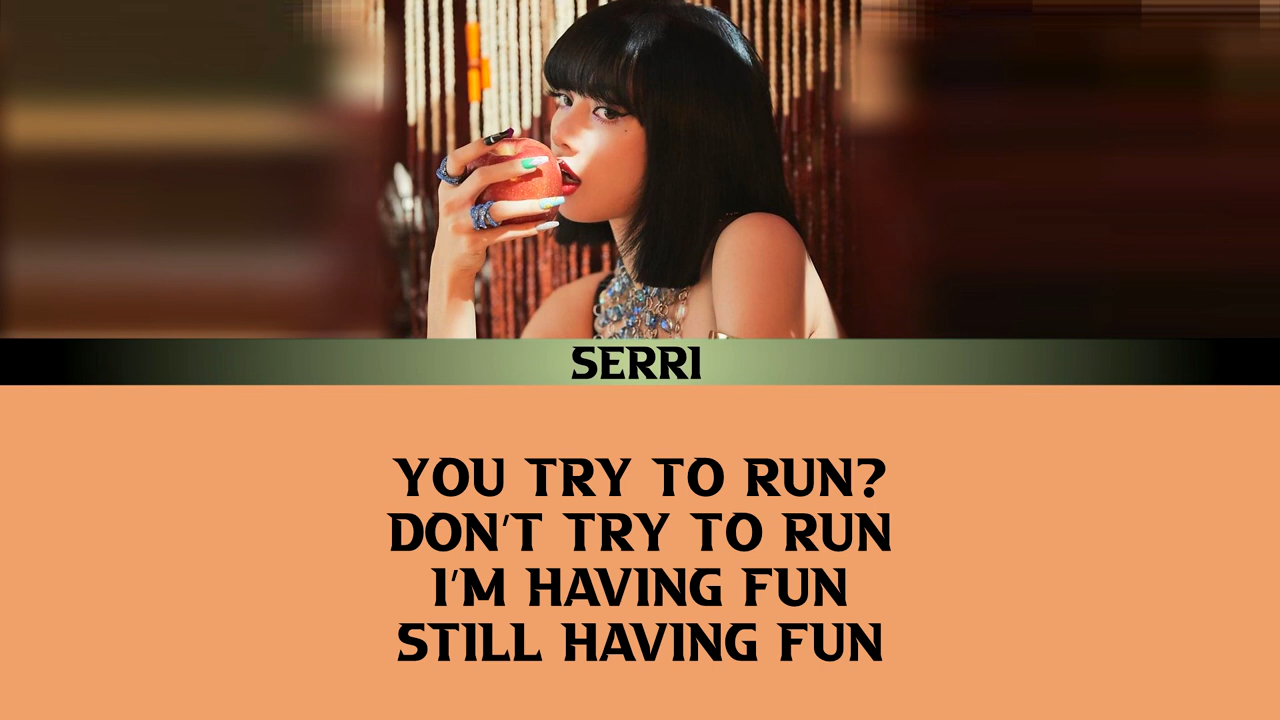 SERRI
YOU TRY TO RUN?
DON'T TRY TO RUN
I'M HAVING FUN
STILL HAVING FUN